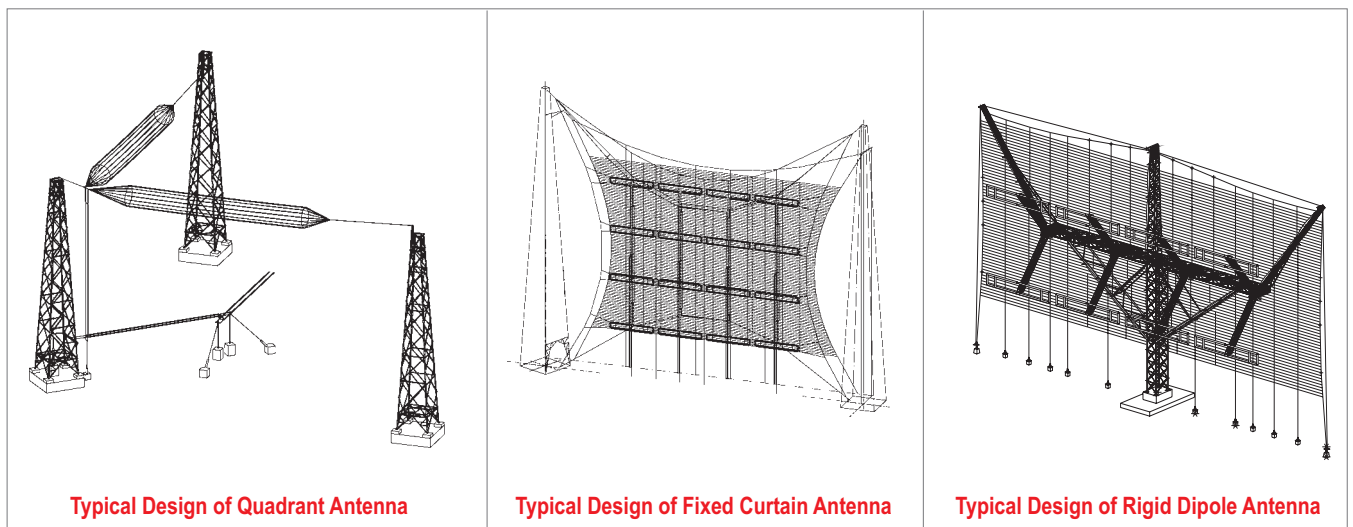 Typical Design of Quadrant Antenna
Typical Design of Fixed Curtain Antenna
Typical Design of Rigid Dipole Antenna